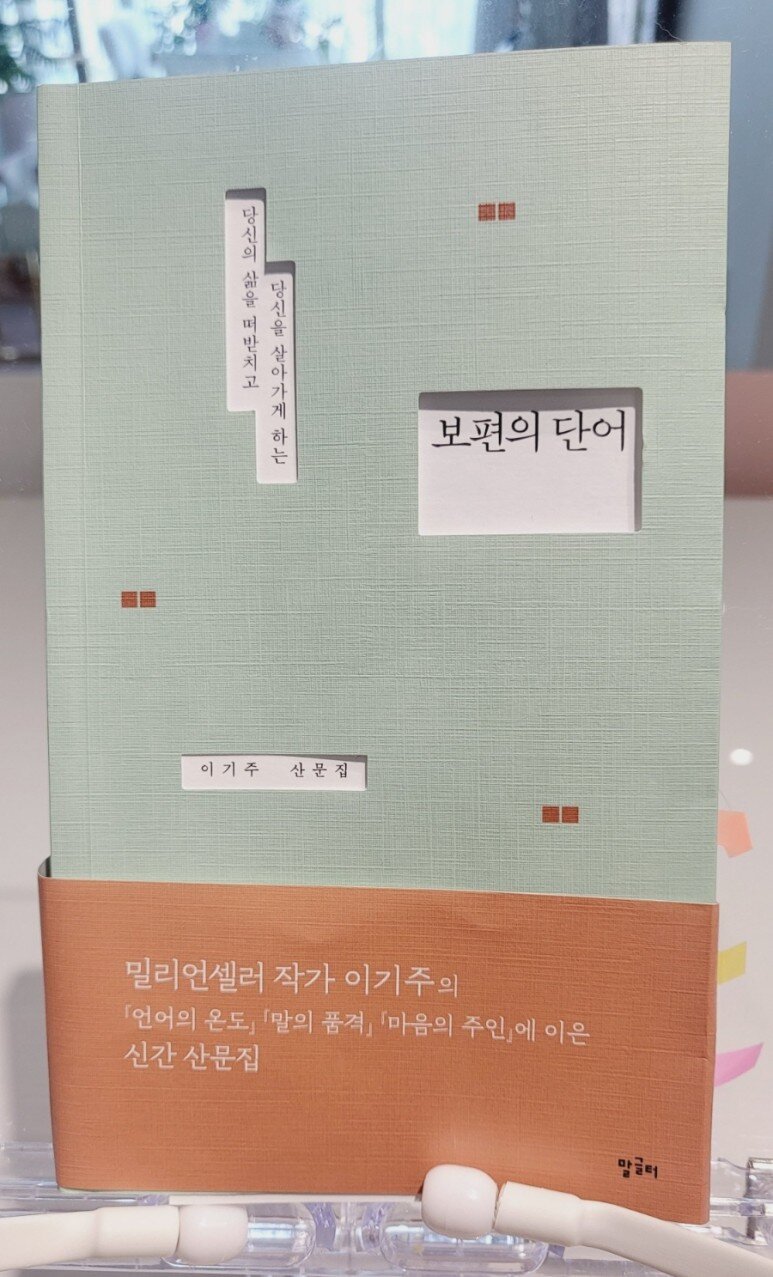 당신의 삶을 떠받치고
당신을 살아가게 하는
보편의 단어
이기주 산문집
밀리언셀러 작가 이기주의
『언어의 온도』『말의 품격』『마음의 주인』에 이은
신간 산문집
말글터